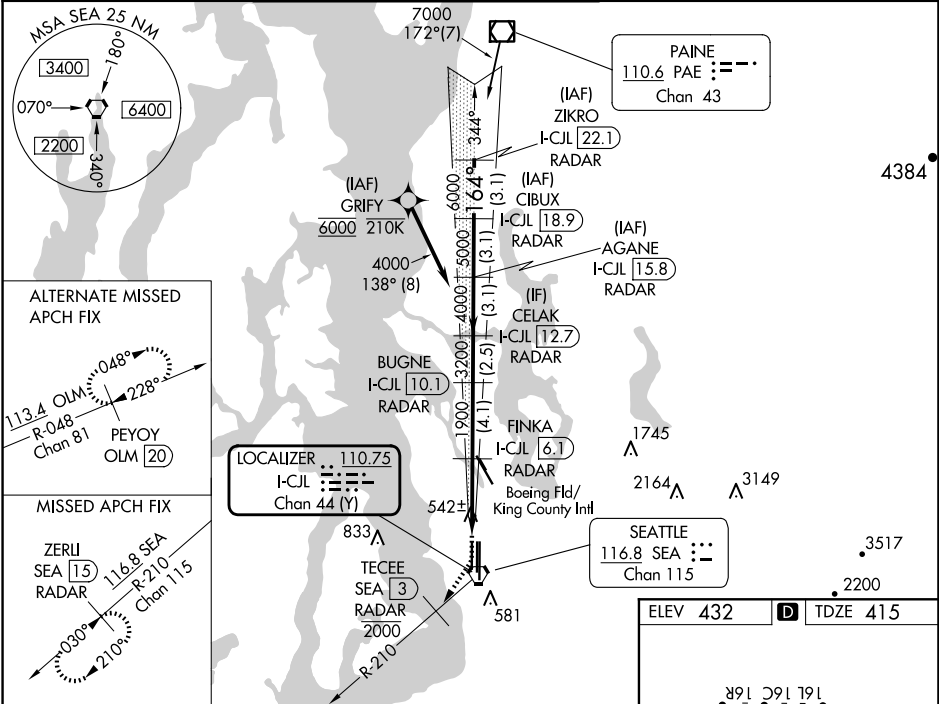 MSA SEA 25 NM
180°
3400
070°
6400
2200
340°
7000
172°(7)
PAINE
110.6 PAE
Chan 43
(IAF)
ZIKRO
I-CJL 22.1
RADAR
344°
164°
6000
(3.1)
(IAF)
CIBUX
I-CJL 18.9
RADAR
4384
(IAF)
GRIFY
6000 210K
5000
(3.1)
(IAF)
AGANE
I-CJL 15.8
RADAR
4000
138° (8)
4000
(3.1)
(IF)
CELAK
I-CJL 12.7
RADAR
3200
(2.5)
BUGNE
I-CJL 10.1
RADAR
1900
(4.1)
FINKA
I-CJL 6.1
RADAR
Boeing Fld/
King County Intl
1745
2164
3149
ALTERNATE MISSED
APCH FIX
048°
228°
113.4 OLM
R-048
Chan 81
PEYOY
OLM 20
LOCALIZER 110.75
I-CJL
Chan 44 (Y)
542±
833
MISSED APCH FIX
ZERLI
SEA 15
RADAR
116.8 SEA
R-210
Chan 115
030°
210°
TECEE
SEA 3
RADAR
2000
R-210
581
SEATTLE
116.8 SEA
Chan 115
3517
2200
ELEV 432
D
TDZE 415
16R 16C 16L